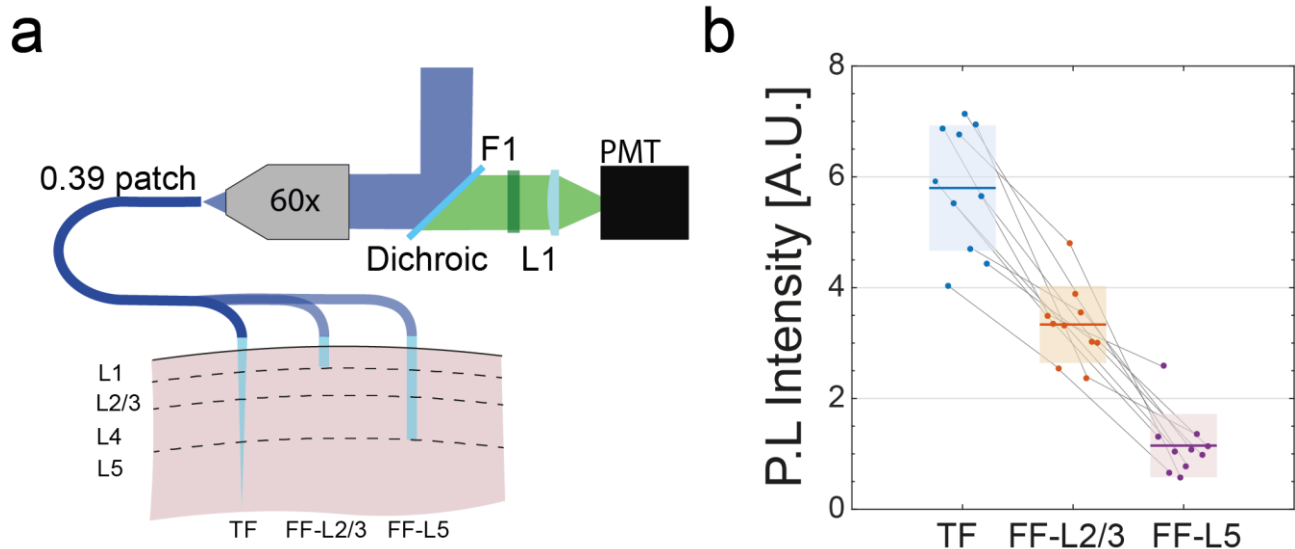 a
0.39 patch
60x
F1
PMT
Dichroic
L1
L1
L2/3
L4
L5
TF
FF-L2/3
FF-L5
b
P.L Intensity [A.U.]
8
6
4
2
0
TF
FF-L2/3
FF-L5